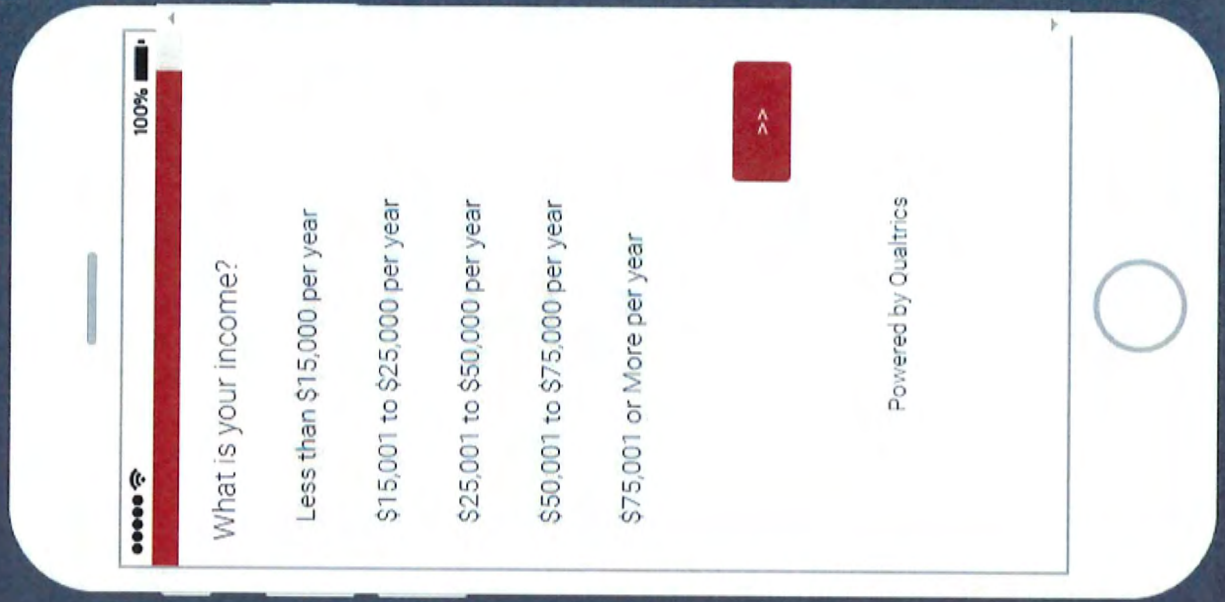 100%
What is your income?
Less than $15,000 per year
$15,001 to $25,000 per year
$25,001 to $50,000 per year
$50,001 to $75,000 per year
$75,001 or More per year
>>
Powered by Qualtrics